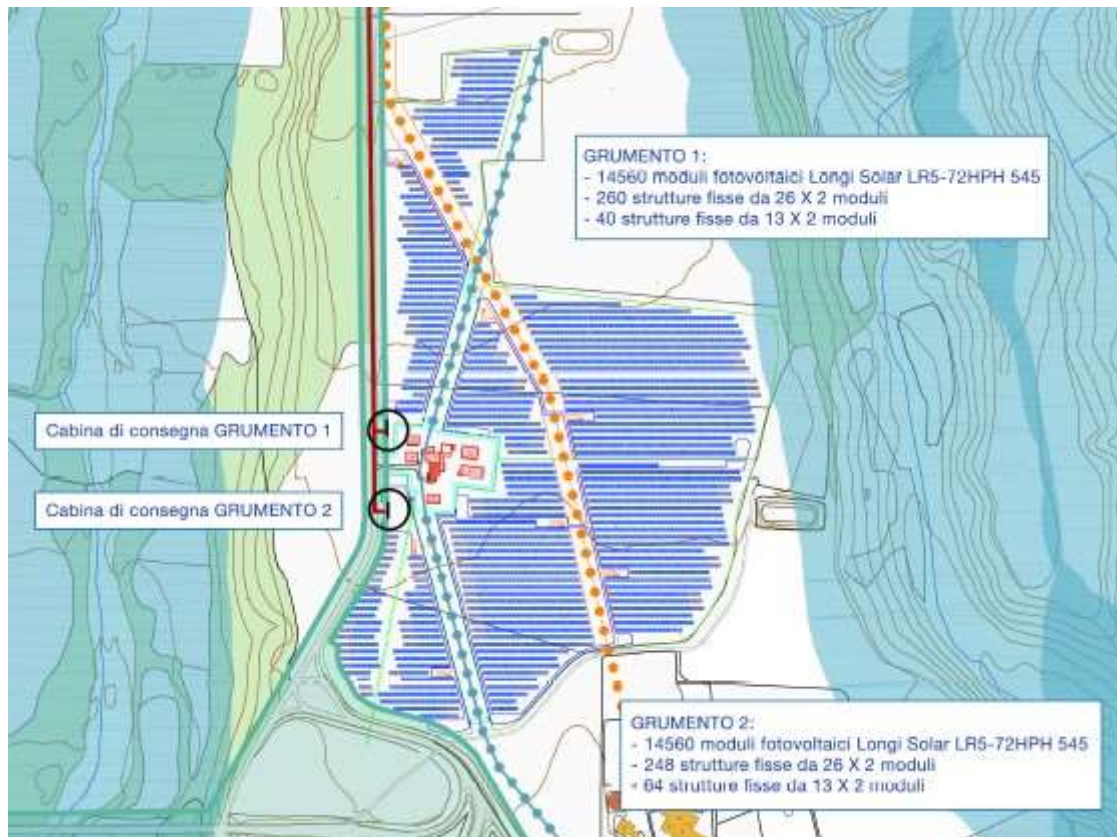 GRUMENTO 1:
- 14560 moduli fotovoltaici Longi Solar LR5-72HPH 545
- 260 strutture fisse da 26 X 2 moduli
- 40 strutture fisse da 13 X 2 moduli
Cabina di consegna GRUMENTO 1
Cabina di consegna GRUMENTO 2
GRUMENTO 2:
- 14560 moduli fotovoltaici Longi Solar LR5-72HPH 545
- 248 strutture fisse da 26 X 2 moduli
- 64 strutture fisse da 13 X 2 moduli